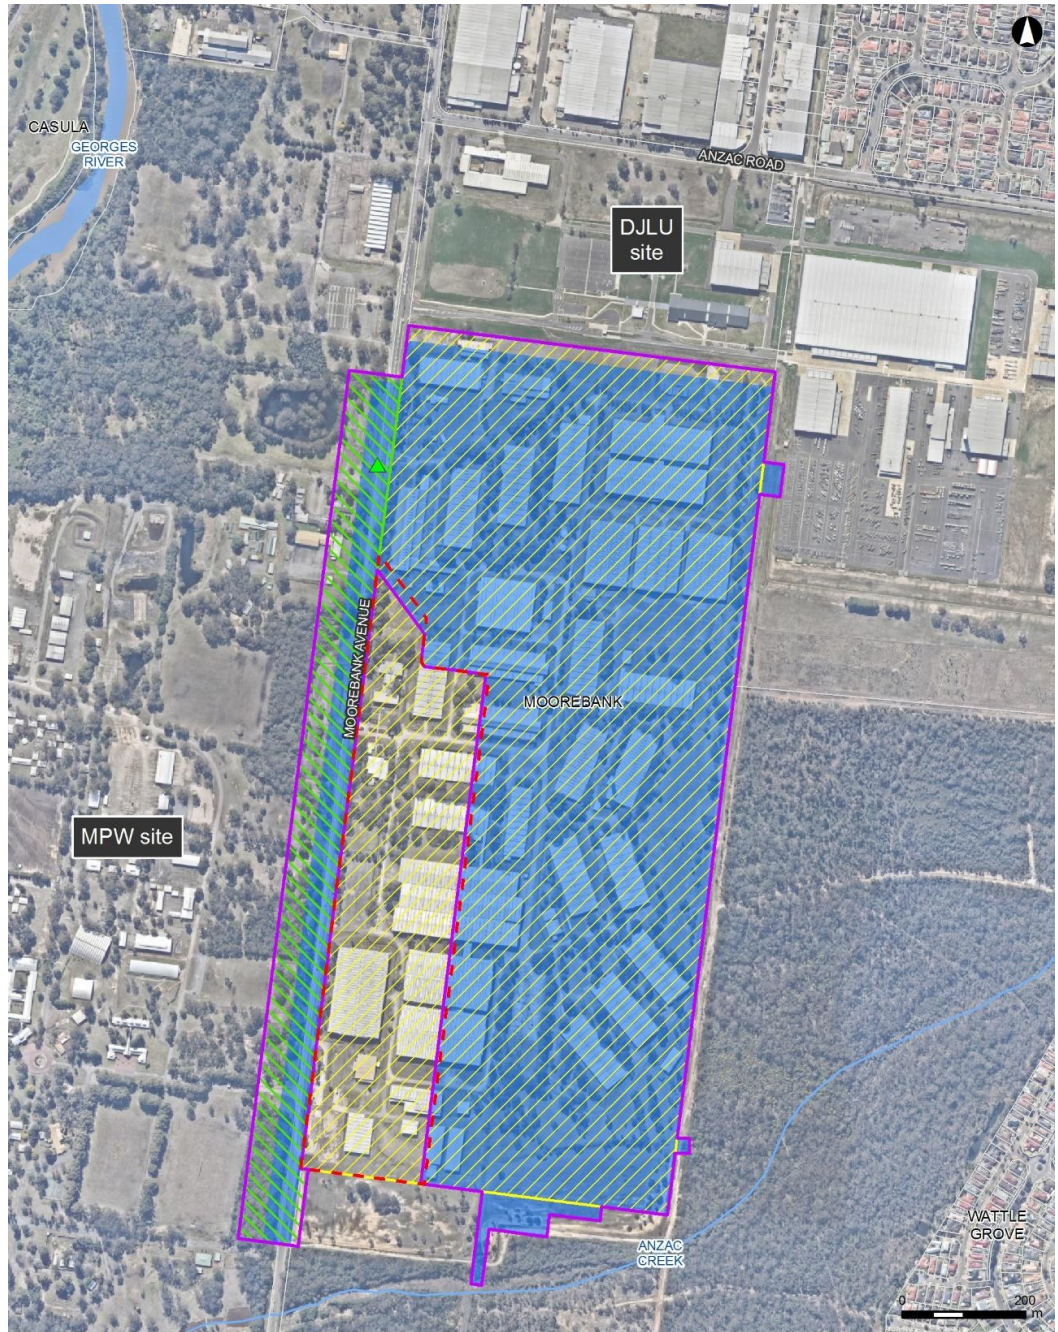 CASULA
GEORGES
RIVER
ANZAC ROAD
DJLU
site
MOOREBANK AVENUE
MOOREBANK
MPW site
WATTLE
GROVE
ANZAC
CREEK
0 200
m